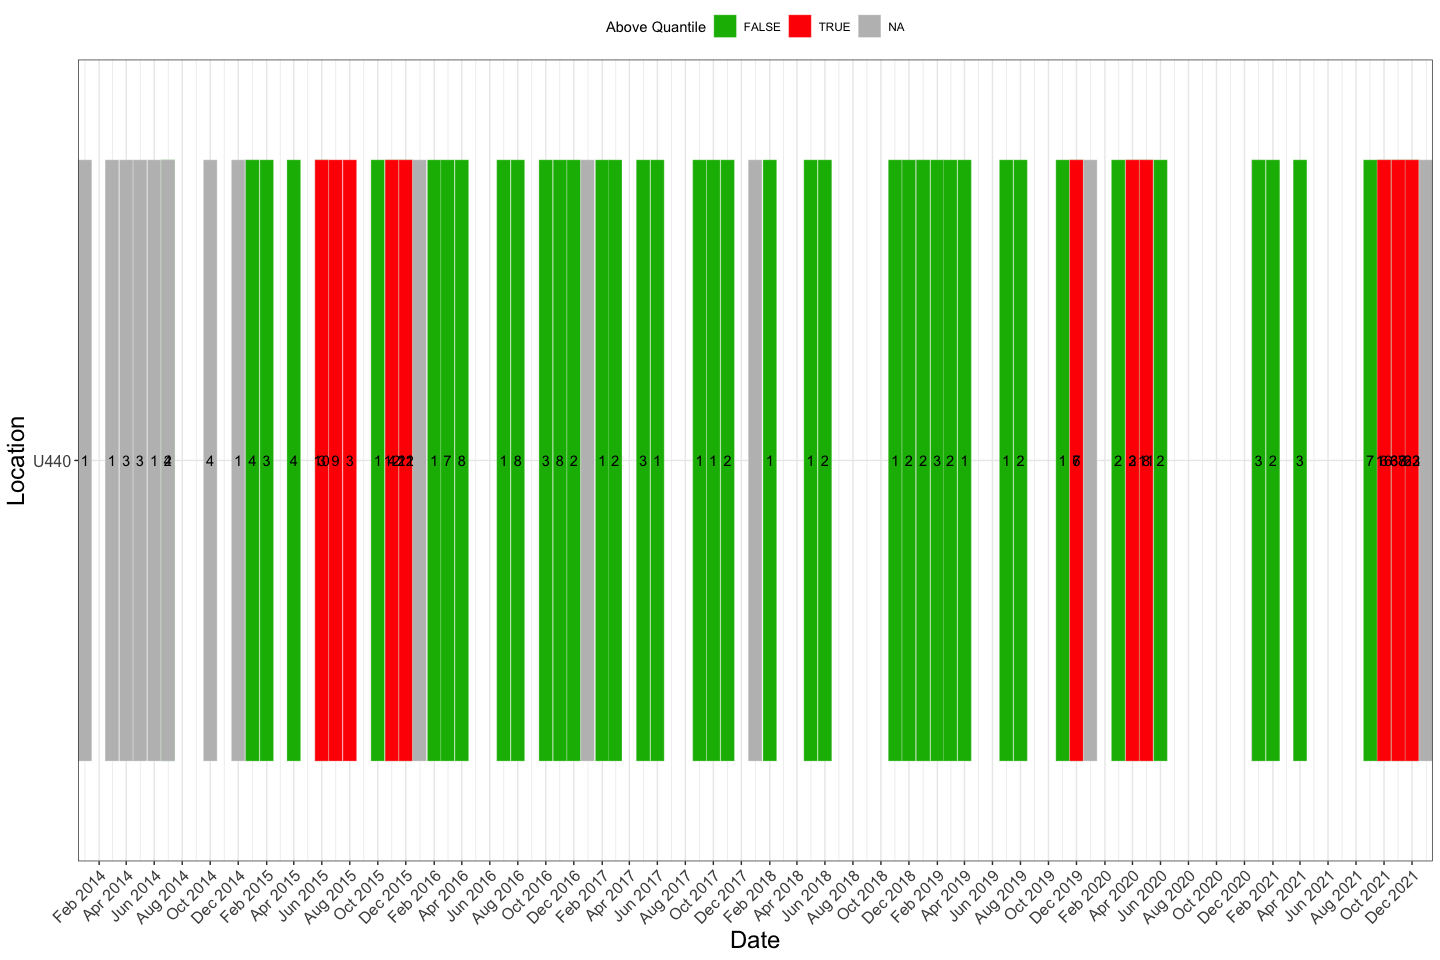 Above Quantile FALSE TRUE NA
Location
U440
1 1 3 3 1 4 1 4 3 4 9 3 1 1 7 8 1 8 3 8 2 1 2 3 1 1 1 2 1 1 2 1 2 2 3 2 1 1 2 1 2 2 3 2 3 7
Feb 2014 Apr 2014 Jun 2014 Aug 2014 Oct 2014 Dec 2014 Feb 2015 Apr 2015 Jun 2015 Aug 2015 Oct 2015 Dec 2015 Feb 2016 Apr 2016 Jun 2016 Aug 2016 Oct 2016 Dec 2016 Feb 2017 Apr 2017 Jun 2017 Aug 2017 Oct 2017 Dec 2017 Feb 2018 Apr 2018 Jun 2018 Aug 2018 Oct 2018 Dec 2018 Feb 2019 Apr 2019 Jun 2019 Aug 2019 Oct 2019 Dec 2019 Feb 2020 Apr 2020 Jun 2020 Aug 2020 Oct 2020 Dec 2020 Feb 2021 Apr 2021 Jun 2021 Aug 2021 Oct 2021 Dec 2021
Date